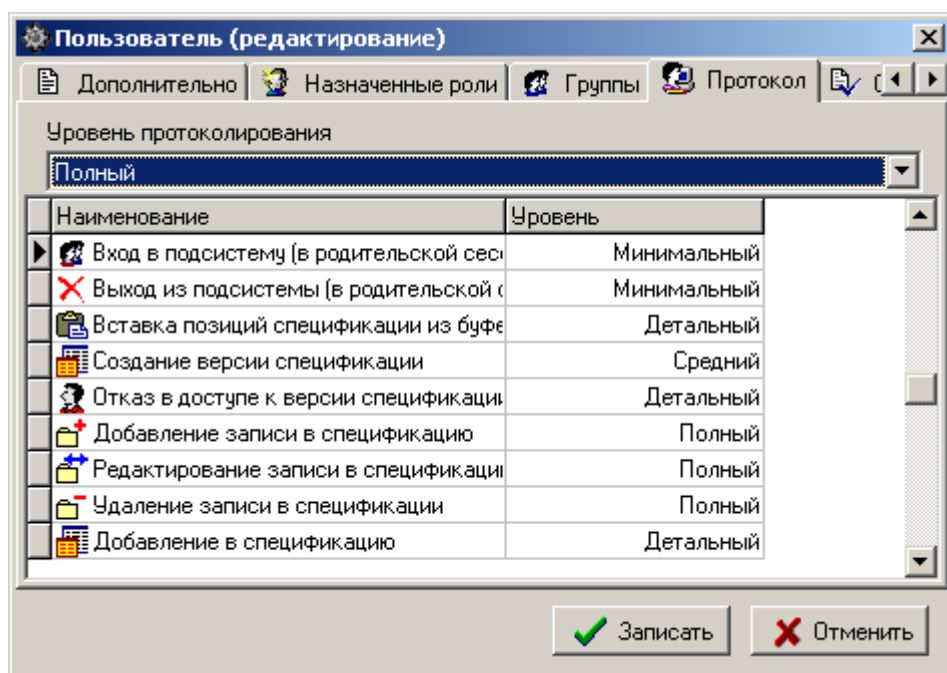 Пользователь (редактирование)
Дополнительно Назначенные роли Группы Протокол
Уровень протоколирования
Полный
Наименование Уровень
Вход в подсистему (в родительской сес Минимальный
Выход из подсистемы (в родительской Минимальный
Вставка позиций спецификации из буфе Детальный
Создание версии спецификации Средний
Отказ в доступе к версии спецификаци Детальный
Добавление записи в спецификацию Полный
Редактирование записи в спецификаци Полный
Удаление записи в спецификации Полный
Добавление в спецификацию Детальный
Записать Отменить